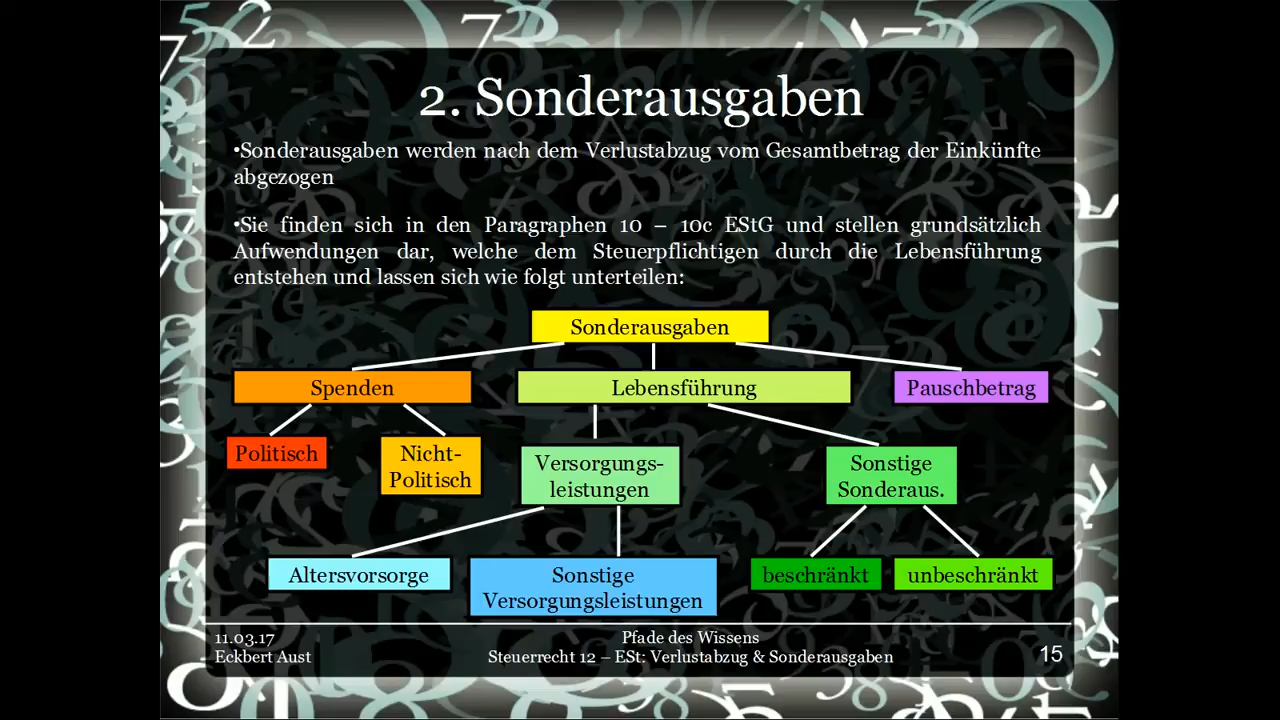 2. Sonderausgaben
•Sonderausgaben werden nach dem Verlustabzug vom Gesamtbetrag der Einkünfte
abgezogen
•Sie finden sich in den Paragraphen 10 – 10c EStG und stellen grundsätzlich
Aufwendungen dar, welche dem Steuerpflichtigen durch die Lebensführung
entstehen und lassen sich wie folgt unterteilen:
Sonderausgaben
Spenden
Lebensführung
Pauschbetrag
Politisch
Nicht-
Politisch
Versorgungs-
leistungen
Sonstige
Sonderaus.
Altersvorsorge
Sonstige
Versorgungsleistungen
beschränkt
unbeschränkt
11.03.17
Eckbert Aust
Pfade des Wissens
Steuerrecht 12 – ESt: Verlustabzug & Sonderausgaben
15